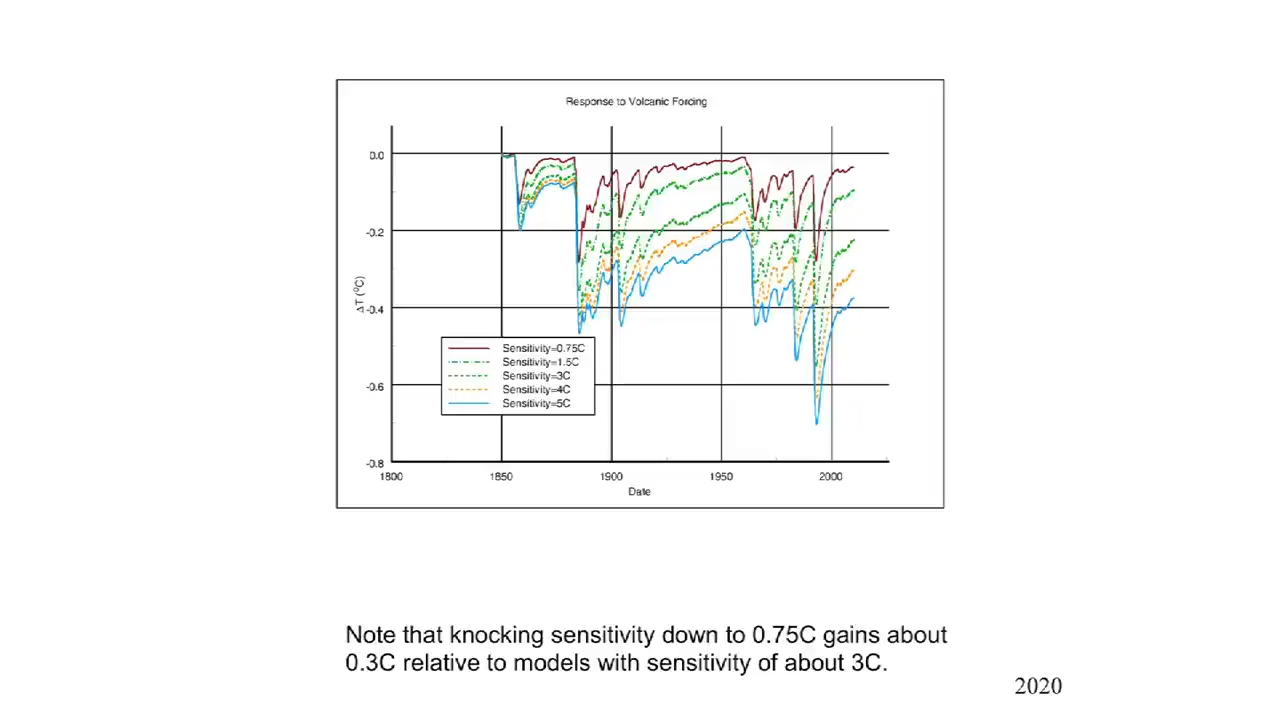 Response to Volcanic Forcing
0.0
-0.2
-0.4
-0.6
-0.8
ΔT (°C)
Sensitivity=0.75C
Sensitivity=1.5C
Sensitivity=3C
Sensitivity=4C
Sensitivity=5C
1800 1850 1900 1950 2000
Date
Note that knocking sensitivity down to 0.75C gains about
0.3C relative to models with sensitivity of about 3C.
2020